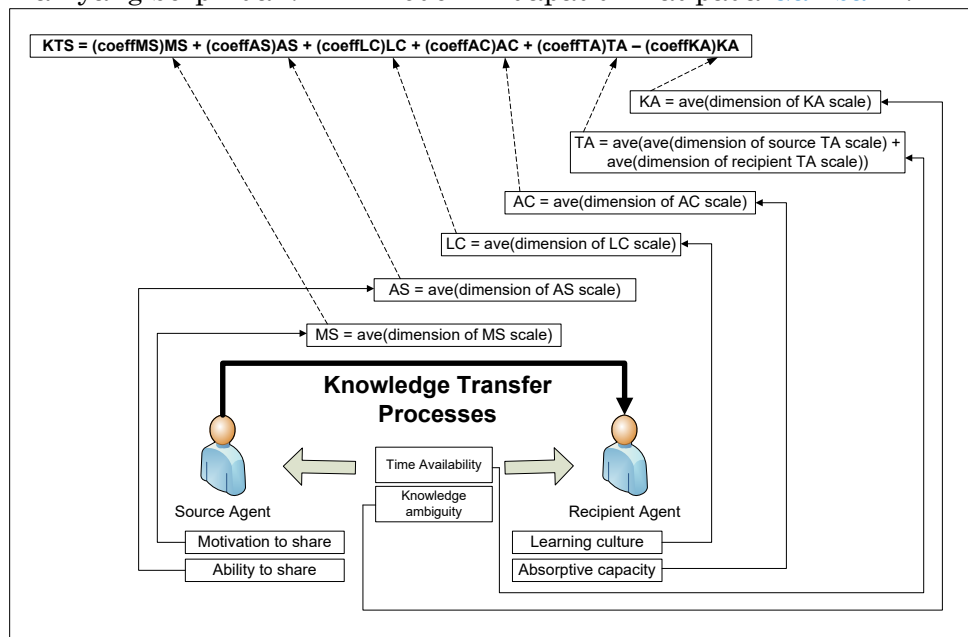 KTS = (coeffMS)MS + (coeffAS)AS + (coeffLC)LC + (coeffAC)AC + (coeffTA)TA – (coeffKA)KA
KA = ave(dimension of KA scale)
TA = ave(ave(dimension of source TA scale) +
ave(dimension of recipient TA scale))
AC = ave(dimension of AC scale)
LC = ave(dimension of LC scale)
AS = ave(dimension of AS scale)
MS = ave(dimension of MS scale)
Knowledge Transfer
Processes
Time Availability
Knowledge
ambiguity
Source Agent
Recipient Agent
Motivation to share
Learning culture
Ability to share
Absorptive capacity